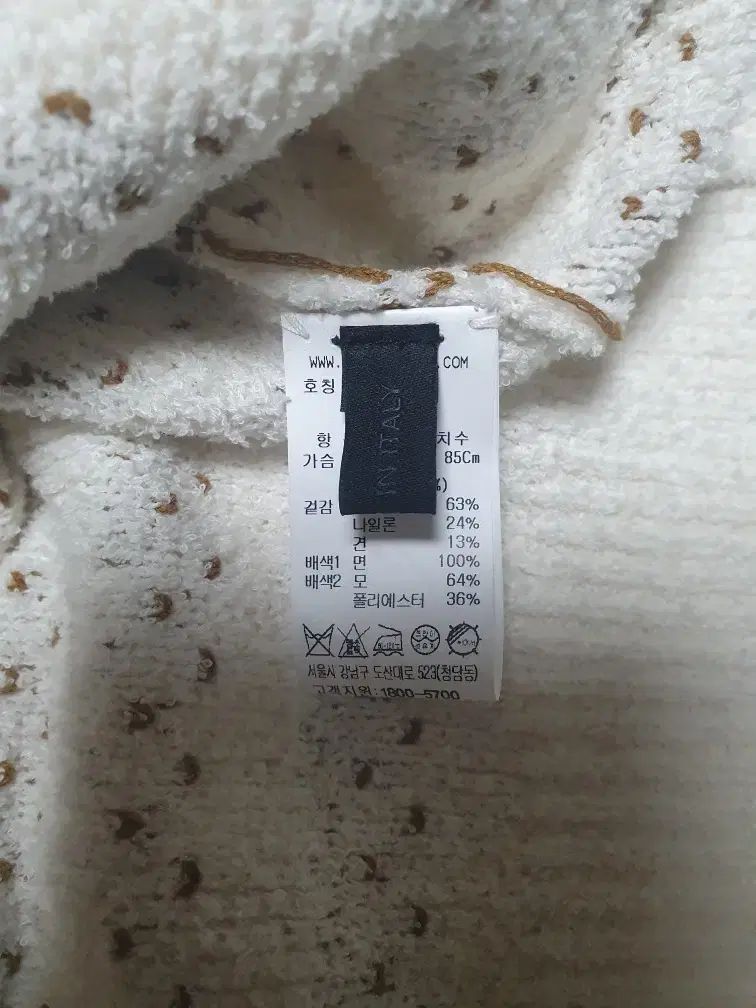 WWW. .COM
호칭
항 치수
가슴 85Cm
%)
겉감 63%
나일론 24%
견 13%
배색1 면 100%
배색2 모 64%
폴리에스터 36%
IN ITALY
서울시 강남구 도산대로 523(청담동)
고객지원:1800-5700